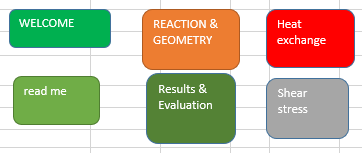 WELCOME
REACTION &
GEOMETRY
Heat
exchange
read me
Results &
Evaluation
Shear
stress